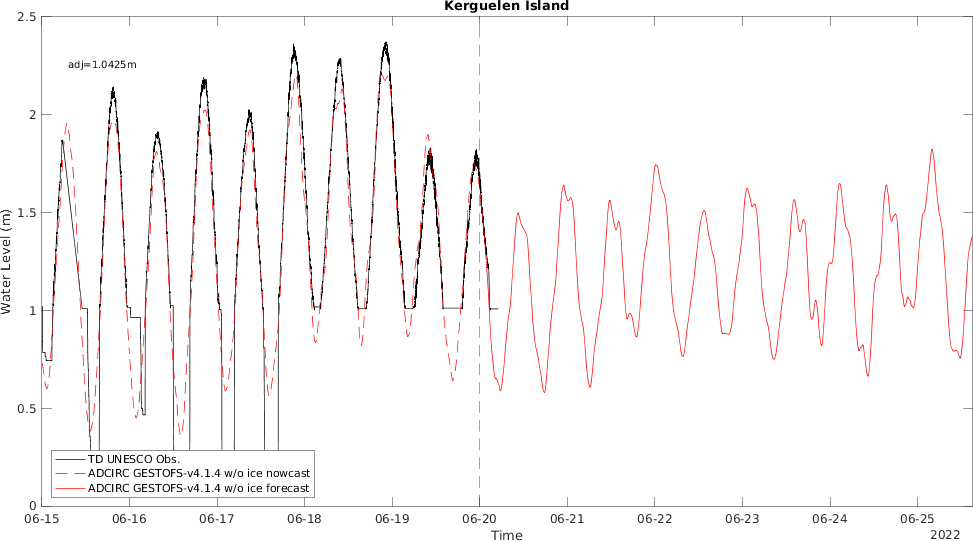 Kerguelen Island
adj=1.0425m
Water Level (m)
2.5
2
1.5
1
0.5
0
TD UNESCO Obs.
ADCIRC GESTOFS-v4.1.4 w/o ice nowcast
ADCIRC GESTOFS-v4.1.4 w/o ice forecast
06-15 06-16 06-17 06-18 06-19 06-20 06-21 06-22 06-23 06-24 06-25
Time
2022